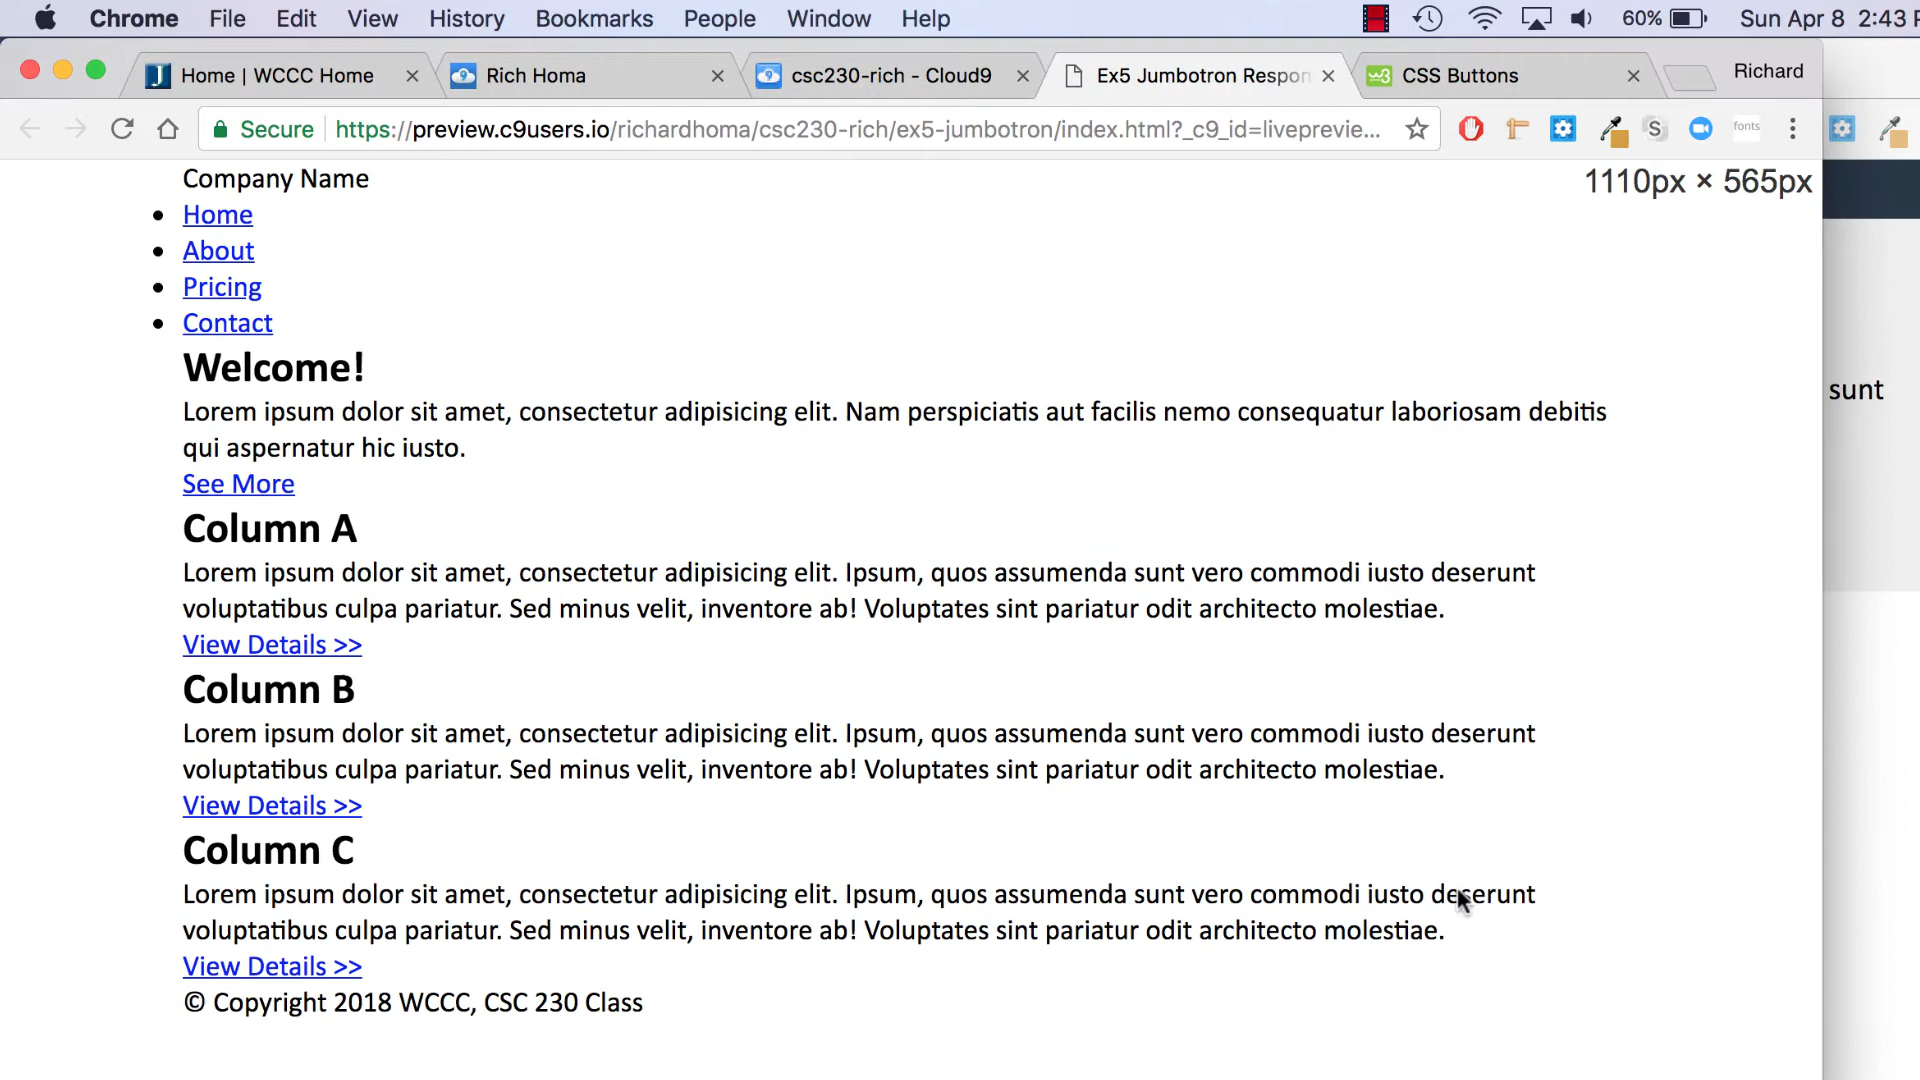 Chrome File Edit View History Bookmarks People Window Help 60% Sun Apr 8 2:43
Home | WCCC Home Rich Homa csc230-rich - Cloud9 Ex5 Jumbotron Respon CSS Buttons Richard
Secure https://preview.c9users.io/richardhoma/csc230-rich/ex5-jumbotron/index.html?_c9_id=liveprevie... fonts
Company Name
1110px × 565px
Home
About
Pricing
Contact
Welcome!
Lorem ipsum dolor sit amet, consectetur adipisicing elit. Nam perspiciatis aut facilis nemo consequatur laboriosam debitis
qui aspernatur hic iusto.
sunt
See More
Column A
Lorem ipsum dolor sit amet, consectetur adipisicing elit. Ipsum, quos assumenda sunt vero commodi iusto deserunt
voluptatibus culpa pariatur. Sed minus velit, inventore ab! Voluptates sint pariatur odit architecto molestiae.
View Details >>
Column B
Lorem ipsum dolor sit amet, consectetur adipisicing elit. Ipsum, quos assumenda sunt vero commodi iusto deserunt
voluptatibus culpa pariatur. Sed minus velit, inventore ab! Voluptates sint pariatur odit architecto molestiae.
View Details >>
Column C
Lorem ipsum dolor sit amet, consectetur adipisicing elit. Ipsum, quos assumenda sunt vero commodi iusto deserunt
voluptatibus culpa pariatur. Sed minus velit, inventore ab! Voluptates sint pariatur odit architecto molestiae.
View Details >>
© Copyright 2018 WCCC, CSC 230 Class